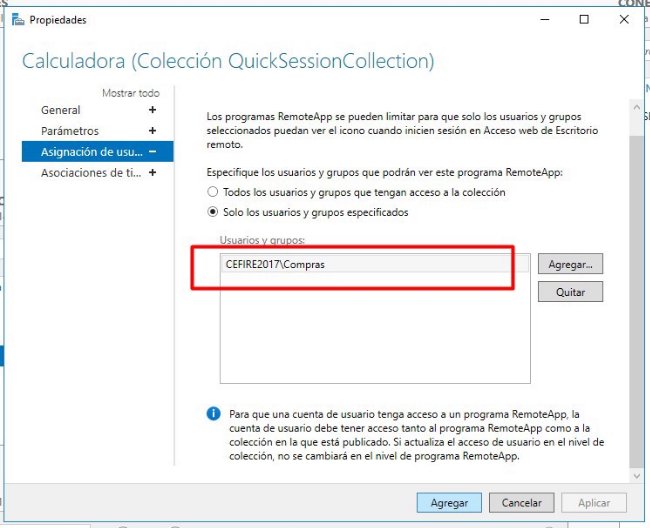 Propiedades
Calculadora (Colección QuickSessionCollection)
Mostrar todo
General +
Parámetros +
Asignación de usu... –
Asociaciones de ti... +
Los programas RemoteApp se pueden limitar para que solo los usuarios y grupos
seleccionados puedan ver el icono cuando inicien sesión en Acceso web de Escritorio
remoto.
Especifique los usuarios y grupos que podrán ver este programa RemoteApp:
Todos los usuarios y grupos que tengan acceso a la colección
Solo los usuarios y grupos especificados
Usuarios y grupos:
CEFIRE2017\Compras
Agregar...
Quitar
Para que una cuenta de usuario tenga acceso a un programa RemoteApp, la
cuenta de usuario debe tener acceso tanto al programa RemoteApp como a la
colección en la que está publicado. Si actualiza el acceso de usuario en el nivel de
colección, no se cambiará en el nivel de programa RemoteApp.
Agregar
Cancelar
Aplicar